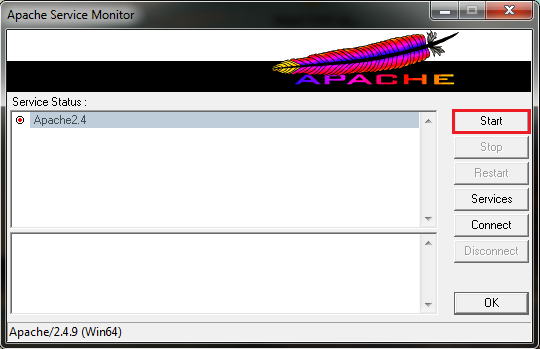 Apache Service Monitor
APACHE
Service Status :
Apache2.4
Start
Stop
Restart
Services
Connect
Disconnect
OK
Apache/2.4.9 (Win64)